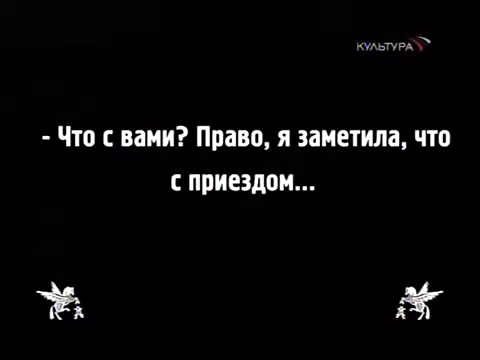 КУЛЬТУРА
- Что с вами? Право, я заметила, что
с приездом...